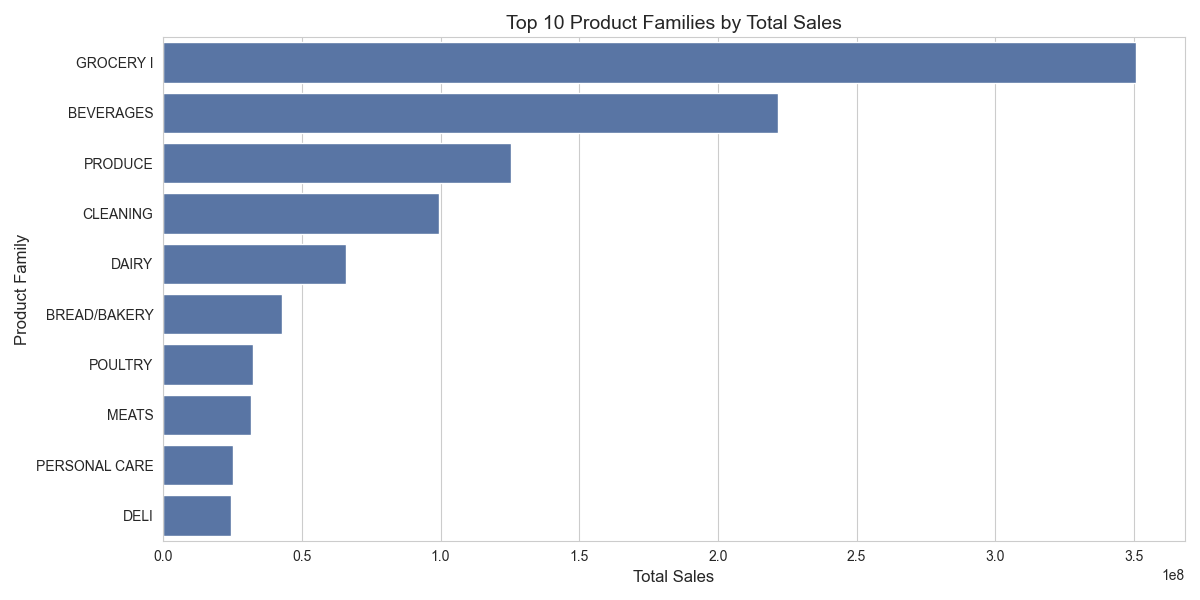 Top 10 Product Families by Total Sales
Product Family
GROCERY I
BEVERAGES
PRODUCE
CLEANING
DAIRY
BREAD/BAKERY
POULTRY
MEATS
PERSONAL CARE
DELI
0.0 0.5 1.0 1.5 2.0 2.5 3.0 3.5
1e8
Total Sales